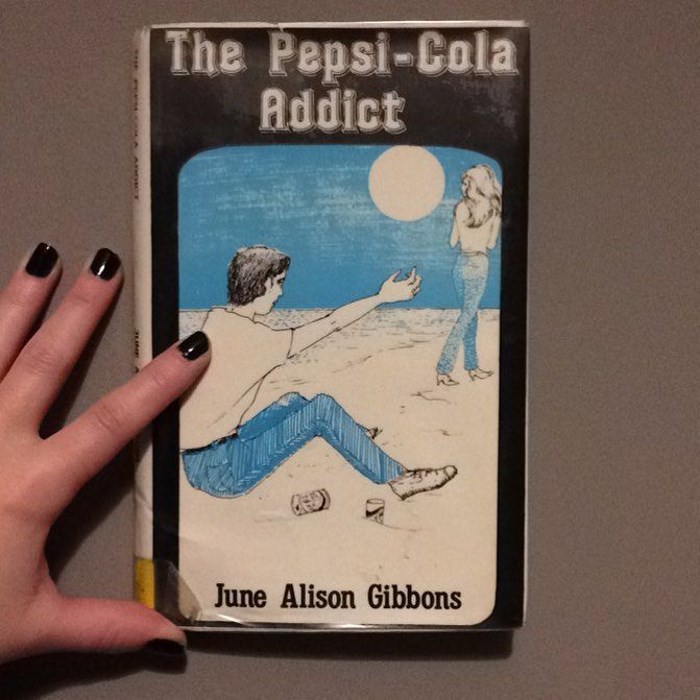 The Pepsi-Cola
Addict
June Alison Gibbons